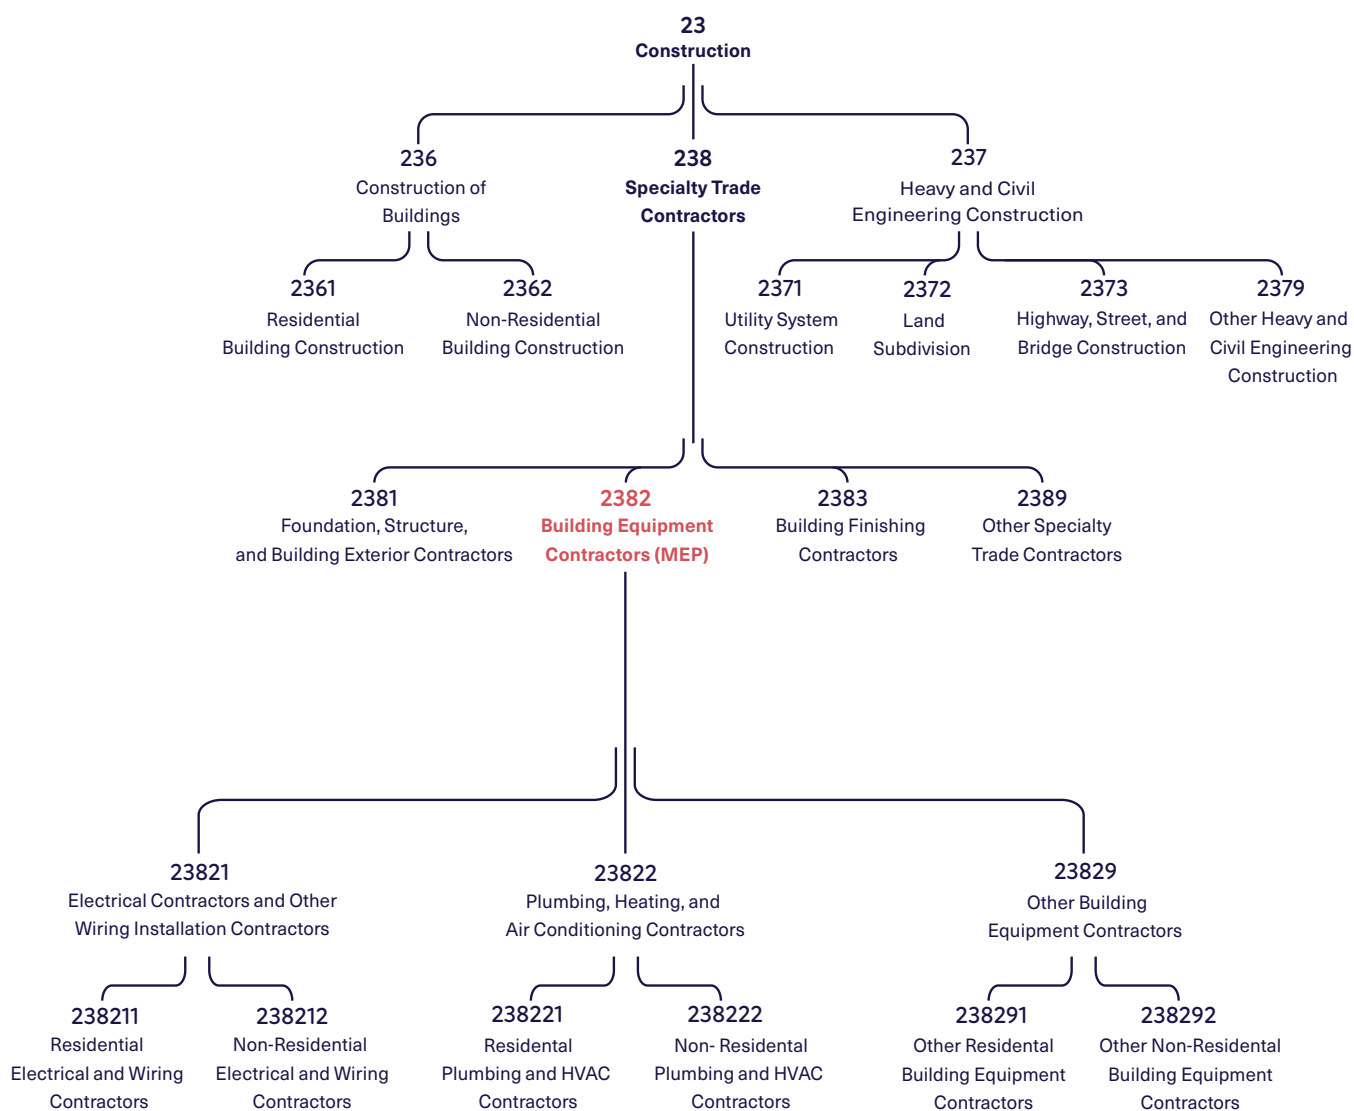 23
Construction
236
Construction of
Buildings
238
Specialty Trade
Contractors
237
Heavy and Civil
Engineering Construction
2361
Residential
Building Construction
2362
Non-Residential
Building Construction
2371
Utility System
Construction
2372
Land
Subdivision
2373
Highway, Street, and
Bridge Construction
2379
Other Heavy and
Civil Engineering
Construction
2381
Foundation, Structure,
and Building Exterior Contractors
2382
Building Equipment
Contractors (MEP)
2383
Building Finishing
Contractors
2389
Other Specialty
Trade Contractors
23821
Electrical Contractors and Other
Wiring Installation Contractors
23822
Plumbing, Heating, and
Air Conditioning Contractors
23829
Other Building
Equipment Contractors
238211
Residential
Electrical and Wiring
Contractors
238212
Non-Residential
Electrical and Wiring
Contractors
238221
Residental
Plumbing and HVAC
Contractors
238222
Non- Residental
Plumbing and HVAC
Contractors
238291
Other Residental
Building Equipment
Contractors
238292
Other Non-Residental
Building Equipment
Contractors